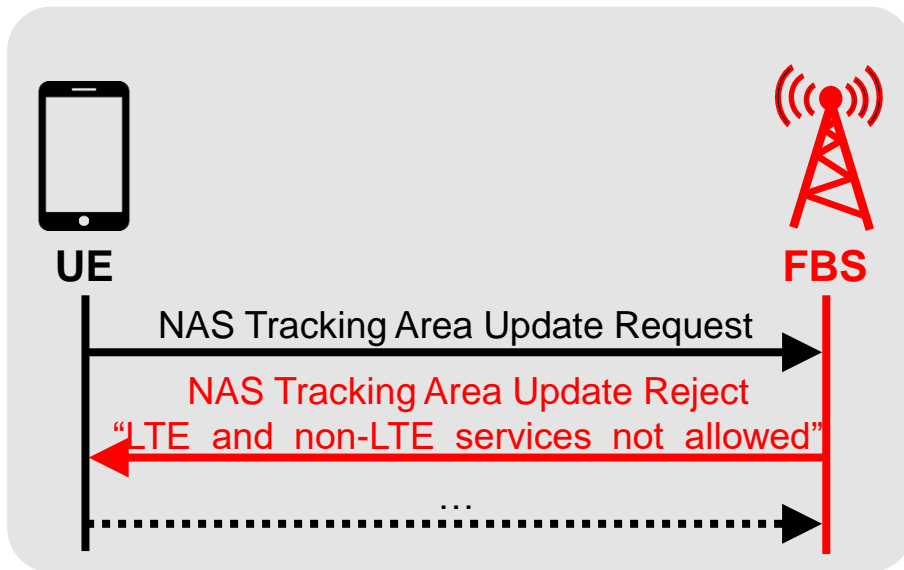 UE
FBS
NAS Tracking Area Update Request
NAS Tracking Area Update Reject
“LTE and non-LTE services not allowed”
…